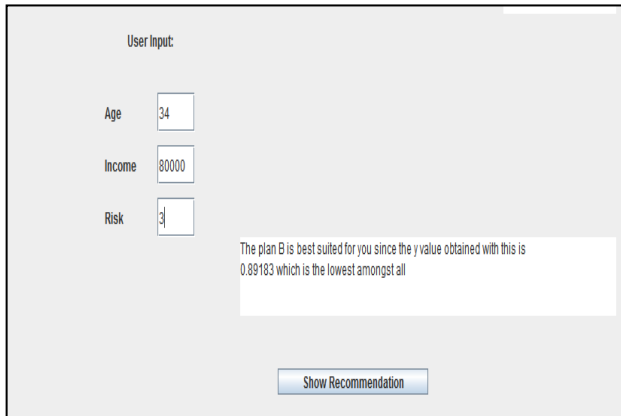 User Input:
Age 34
Income 80000
Risk 3
The plan B is best suited for you since the y value obtained with this is
0.89183 which is the lowest amongst all
Show Recommendation